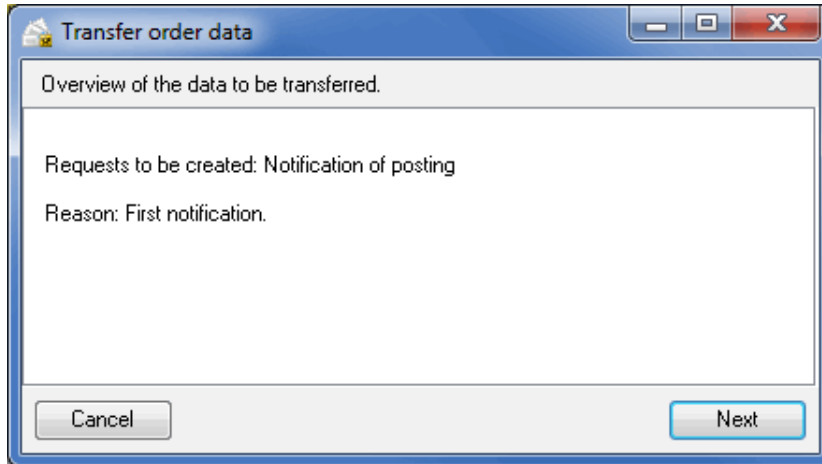 Transfer order data
Overview of the data to be transferred.
Requests to be created: Notification of posting
Reason: First notification.
Cancel
Next